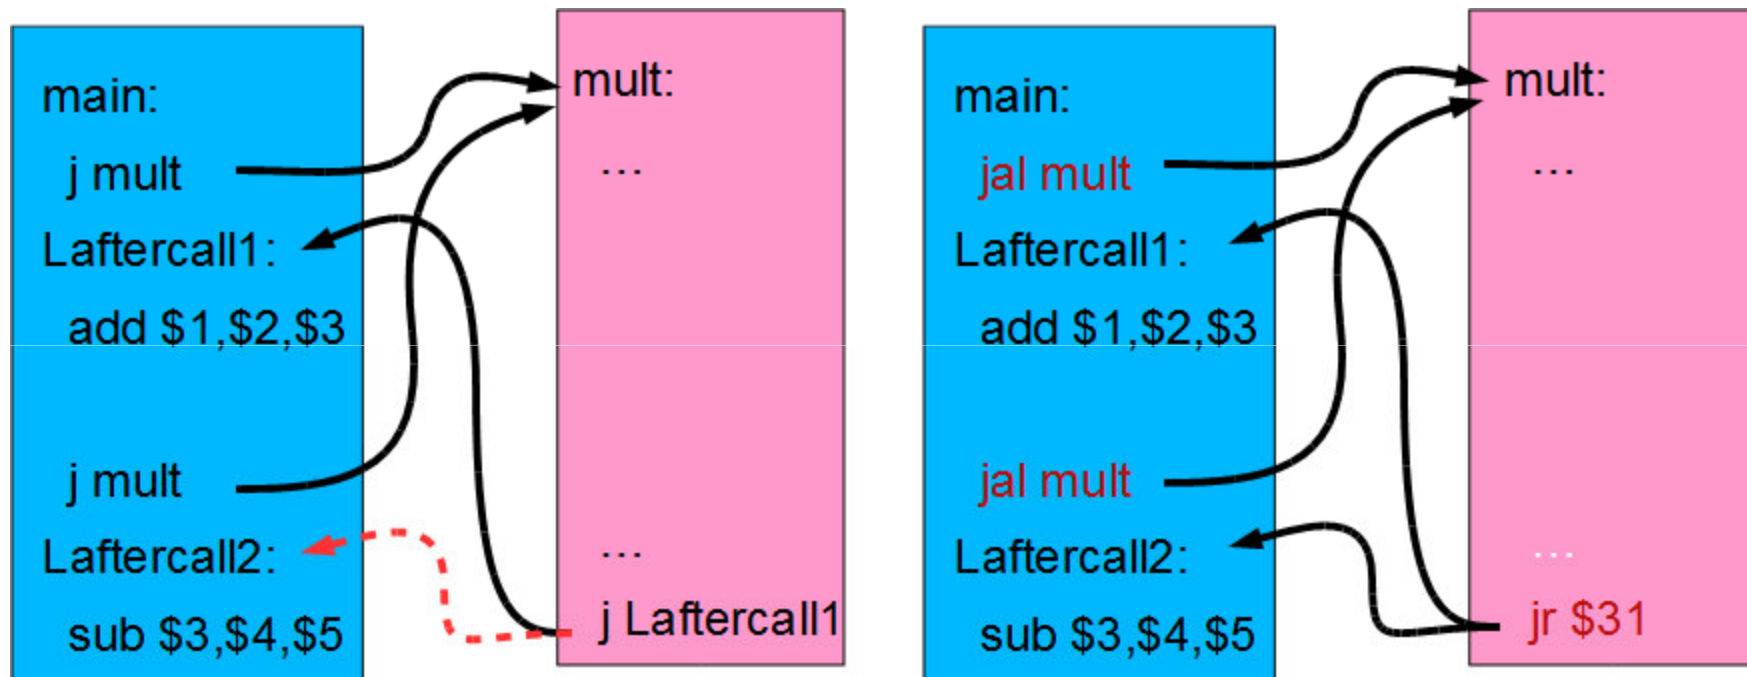 main:
j mult
Laftercall1:
add $1,$2,$3
j mult
Laftercall2:
sub $3,$4,$5
mult:
...
...
j Laftercall1
main:
jal mult
Laftercall1:
add $1,$2,$3
jal mult
Laftercall2:
sub $3,$4,$5
mult:
...
...
jr $31